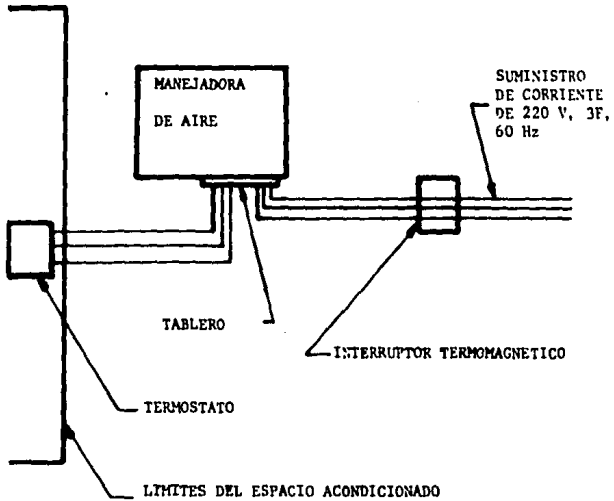 MANEJADORA
DE AIRE
SUMINISTRO
DE CORRIENTE
DE 220 V, 3F,
60 Hz
TABLERO
INTERRUPTOR TERMOMAGNETICO
TERMOSTATO
LIMITES DEL ESPACIO ACONDICIONADO